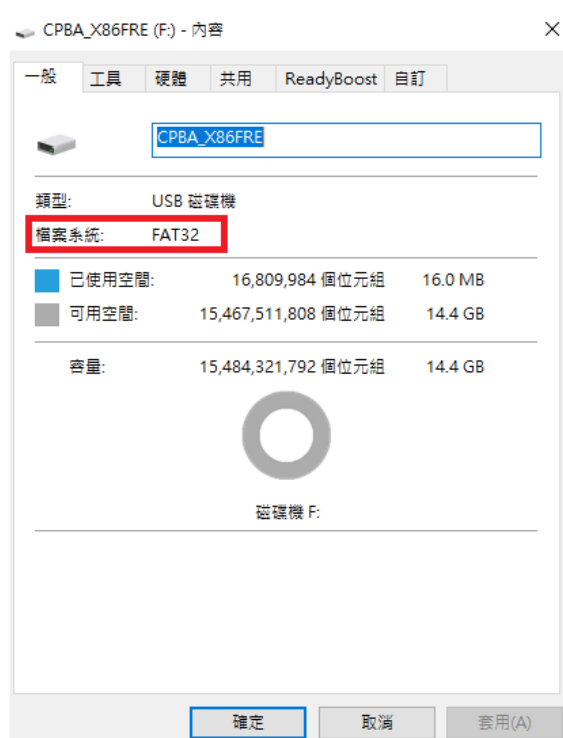 CPBA_X86FRE (F:) - 內容
一般 工具 硬體 共用 ReadyBoost 自訂
CPBA_X86FRE
類型: USB 磁碟機
檔案系統: FAT32
已使用空間: 16,809,984 個位元組 16.0 MB
可用空間: 15,467,511,808 個位元組 14.4 GB
容量: 15,484,321,792 個位元組 14.4 GB
磁碟機 F:
確定 取消 套用(A)